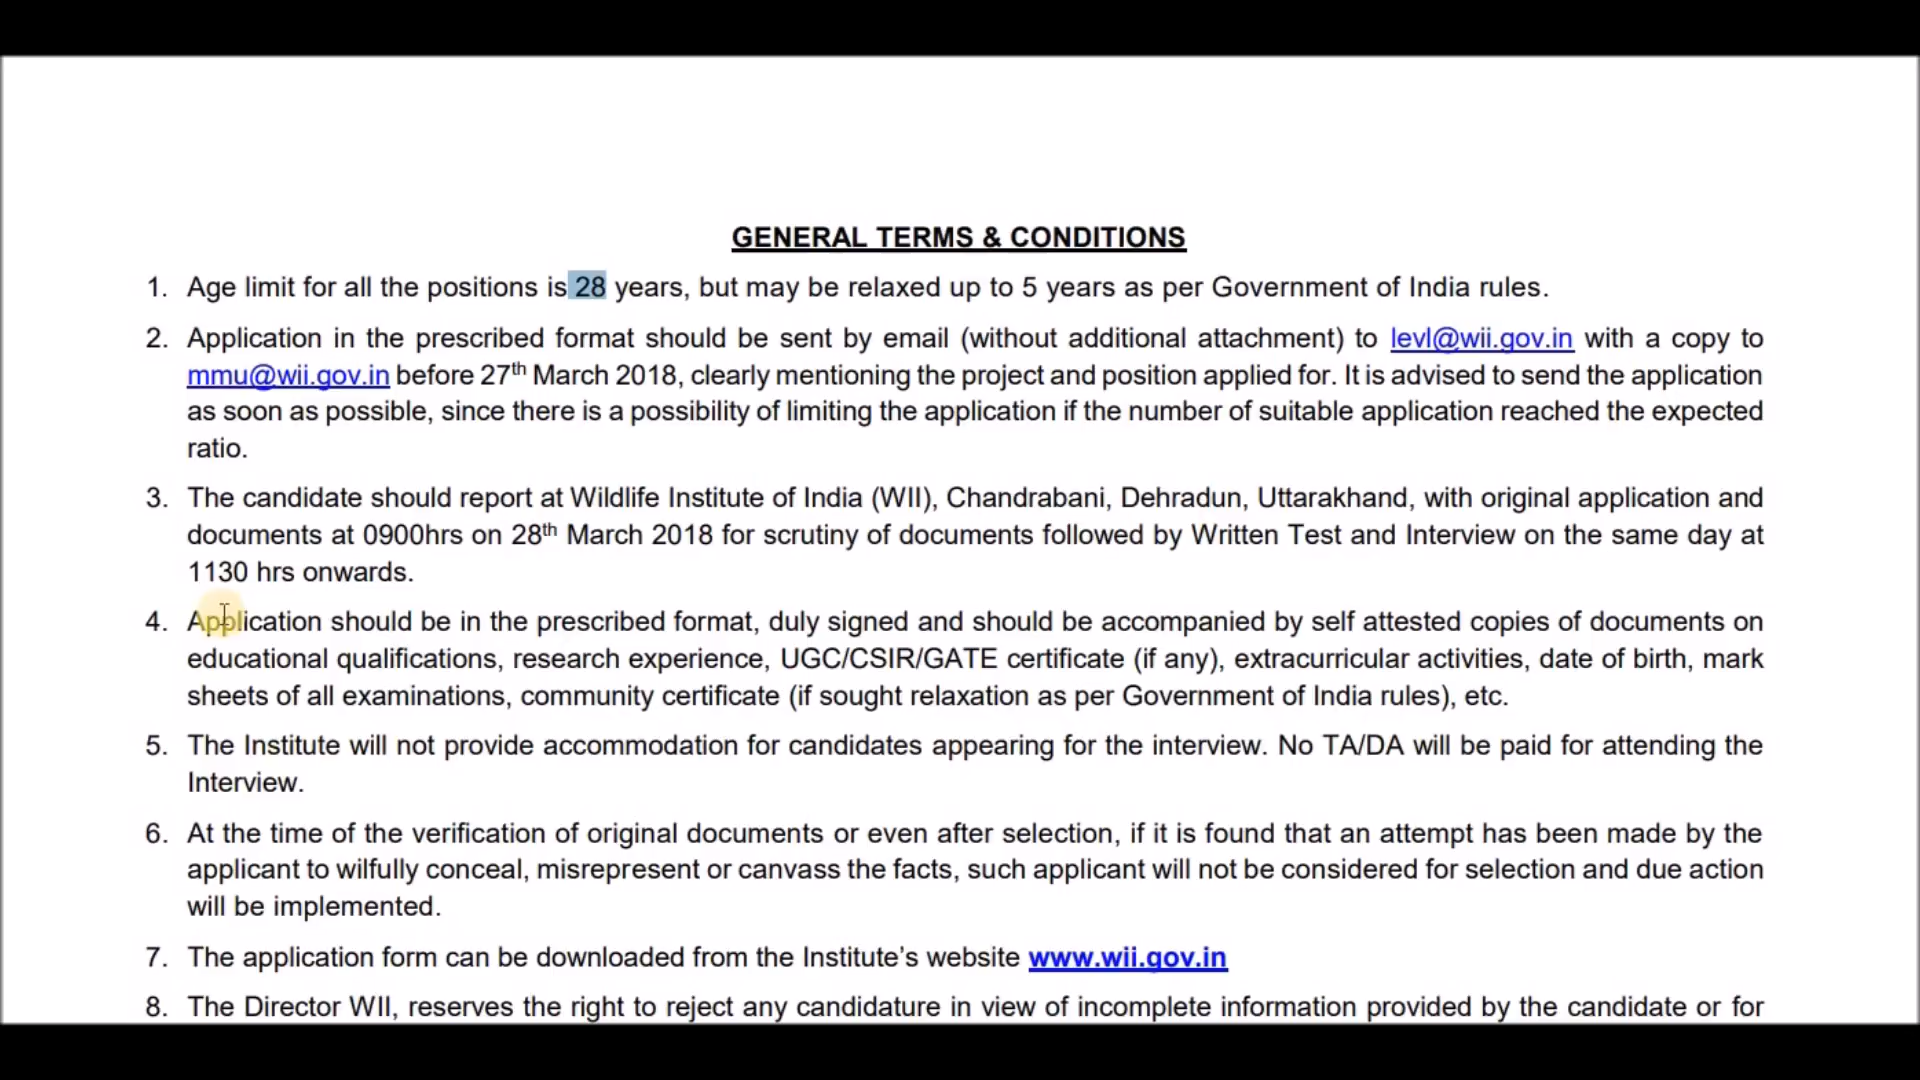 GENERAL TERMS & CONDITIONS
1. Age limit for all the positions is 28 years, but may be relaxed up to 5 years as per Government of India rules.
2. Application in the prescribed format should be sent by email (without additional attachment) to levl@wii.gov.in with a copy to
mmu@wii.gov.in before 27th March 2018, clearly mentioning the project and position applied for. It is advised to send the application
as soon as possible, since there is a possibility of limiting the application if the number of suitable application reached the expected
ratio.
3. The candidate should report at Wildlife Institute of India (WII), Chandrabani, Dehradun, Uttarakhand, with original application and
documents at 0900hrs on 28th March 2018 for scrutiny of documents followed by Written Test and Interview on the same day at
1130 hrs onwards.
4. Application should be in the prescribed format, duly signed and should be accompanied by self attested copies of documents on
educational qualifications, research experience, UGC/CSIR/GATE certificate (if any), extracurricular activities, date of birth, mark
sheets of all examinations, community certificate (if sought relaxation as per Government of India rules), etc.
5. The Institute will not provide accommodation for candidates appearing for the interview. No TA/DA will be paid for attending the
Interview.
6. At the time of the verification of original documents or even after selection, if it is found that an attempt has been made by the
applicant to wilfully conceal, misrepresent or canvass the facts, such applicant will not be considered for selection and due action
will be implemented.
7. The application form can be downloaded from the Institute’s website www.wii.gov.in
8. The Director WII, reserves the right to reject any candidature in view of incomplete information provided by the candidate or for